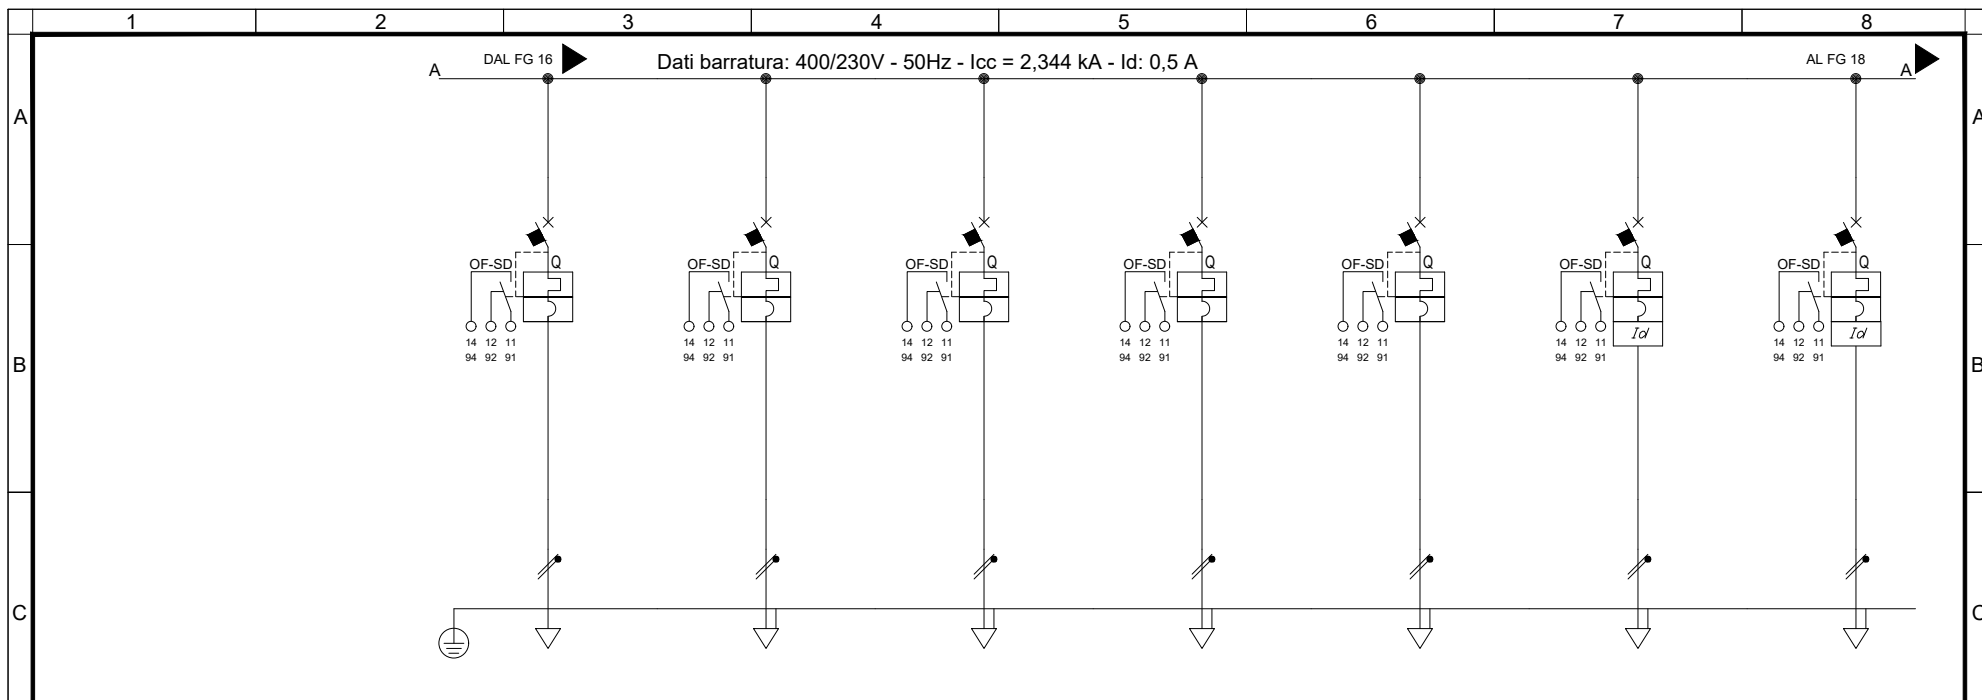 1 2 3 4 5 6 7 8
DAL FG 16 Dati barratura: 400/230V - 50Hz - Icc = 2,344 kA - Id: 0,5 A AL FG 18
A A
A A
OF-SD Q OF-SD Q OF-SD Q OF-SD Q OF-SD Q OF-SD Q OF-SD Q
Id Id
14 12 11 14 12 11 14 12 11 14 12 11 14 12 11 14 12 11 14 12 11
94 92 91 94 92 91 94 92 91 94 92 91 94 92 91 94 92 91 94 92 91
B B
C C